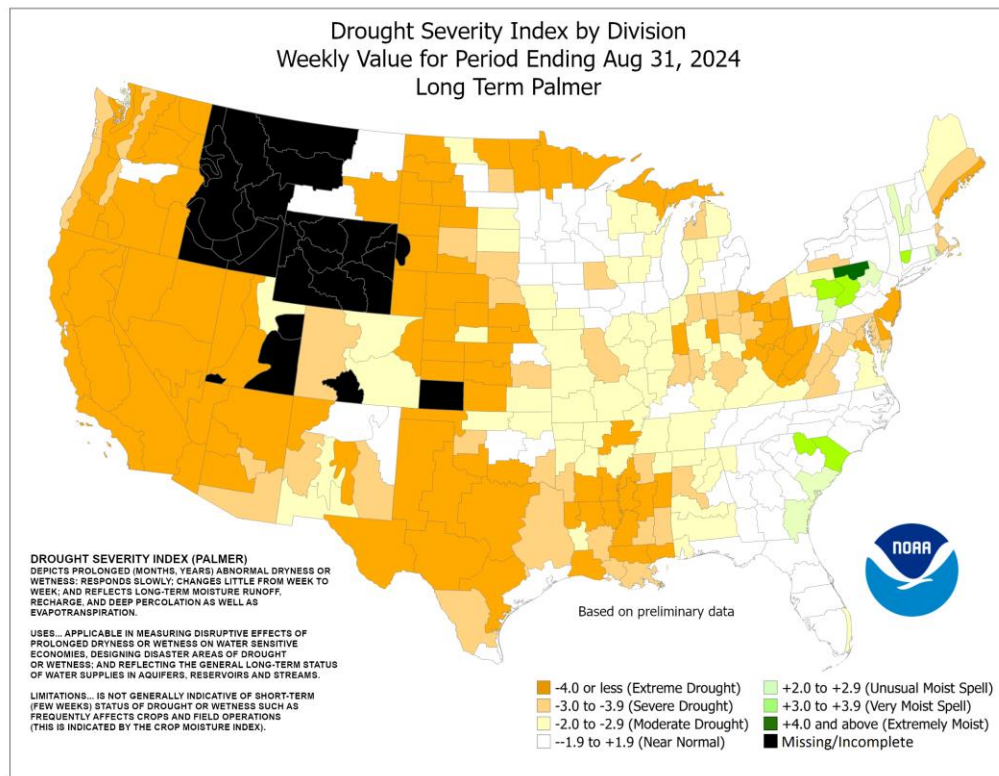 Drought Severity Index by Division
Weekly Value for Period Ending Aug 31, 2024
Long Term Palmer
DROUGHT SEVERITY INDEX (PALMER)
DEPICTS PROLONGED (MONTHS, YEARS) ABNORMAL DRYNESS OR
WETNESS: RESPONDS SLOWLY; CHANGES LITTLE FROM WEEK TO
WEEK; AND REFLECTS LONG-TERM MOISTURE RUNOFF,
RECHARGE, AND DEEP PERCOLATION AS WELL AS
EVAPOTRANSPIRATION.
USES... APPLICABLE IN MEASURING DISRUPTIVE EFFECTS OF
PROLONGED DRYNESS OR WETNESS ON WATER SENSITIVE
ECONOMIES, DESIGNING DISASTER AREAS OF DROUGHT
OR WETNESS; AND REFLECTING THE GENERAL LONG-TERM STATUS
OF WATER SUPPLIES IN AQUIFERS, RESERVOIRS AND STREAMS.
LIMITATIONS... IS NOT GENERALLY INDICATIVE OF SHORT-TERM
(FEW WEEKS) STATUS OF DROUGHT OR WETNESS SUCH AS
FREQUENTLY AFFECTS CROPS AND FIELD OPERATIONS
(THIS IS INDICATED BY THE CROP MOISTURE INDEX).
Based on preliminary data
NOAA
-4.0 or less (Extreme Drought)
-3.0 to -3.9 (Severe Drought)
-2.0 to -2.9 (Moderate Drought)
--1.9 to +1.9 (Near Normal)
+2.0 to +2.9 (Unusual Moist Spell)
+3.0 to +3.9 (Very Moist Spell)
+4.0 and above (Extremely Moist)
Missing/Incomplete